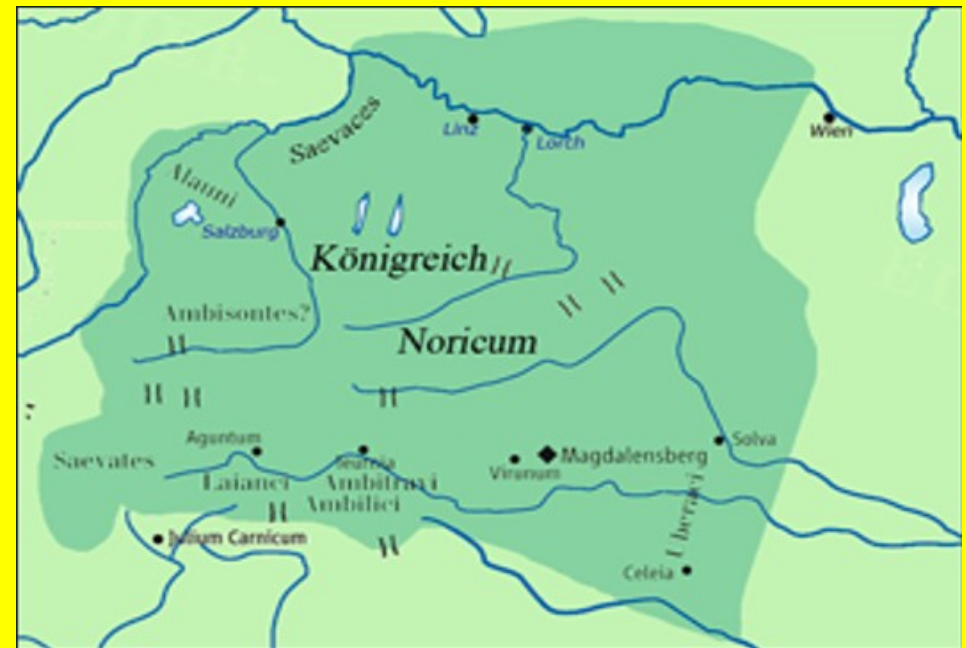 Saevaces
Linz
Lorch
Wien
Alauni
Salzburg
Königreich
Ambisontes?
Noricum
Aguntum
Teurnia
Solva
Saevates
Magdalensberg
Virunum
Laianci
Ambitravi
Ambilici
Julium Carnicum
Uberaei
Celeia